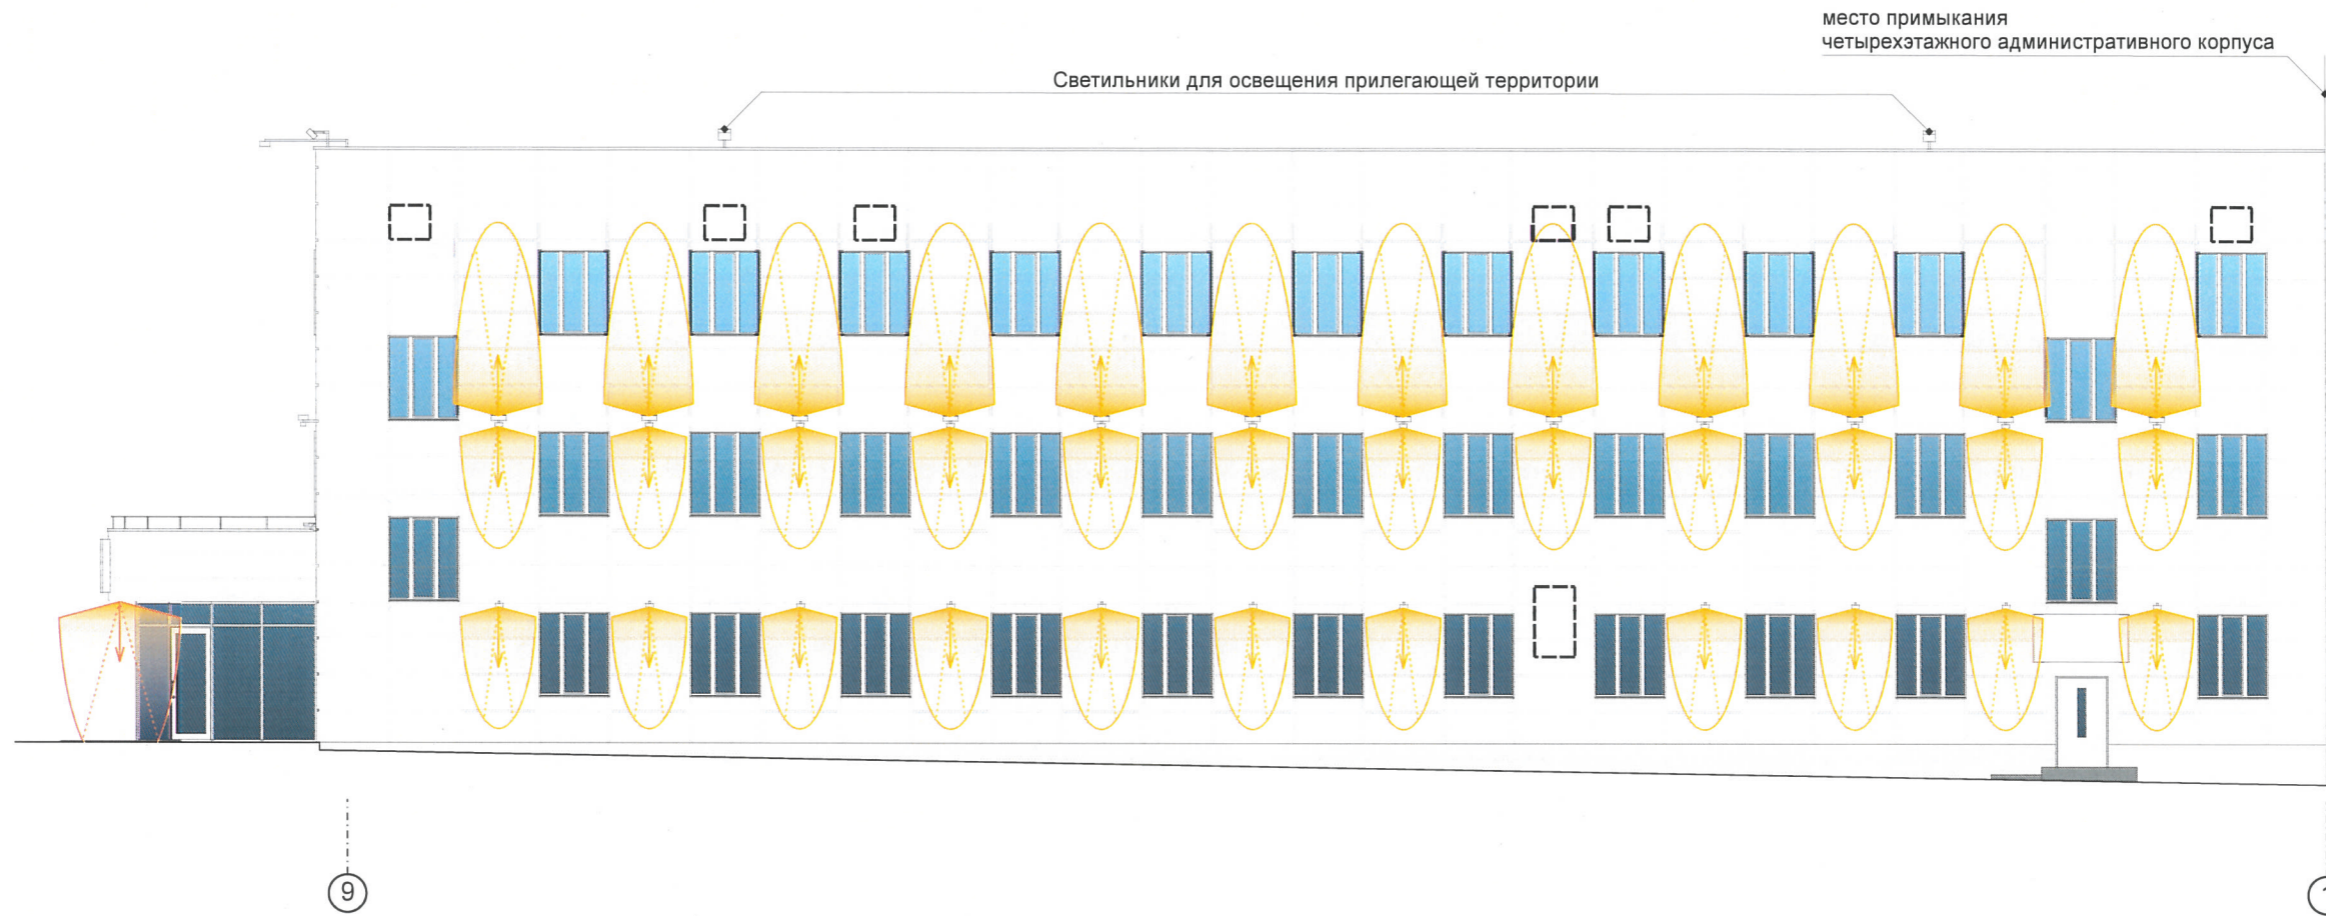 место примыкания
четырехэтажного административного корпуса
Светильники для освещения прилегающей территории
9